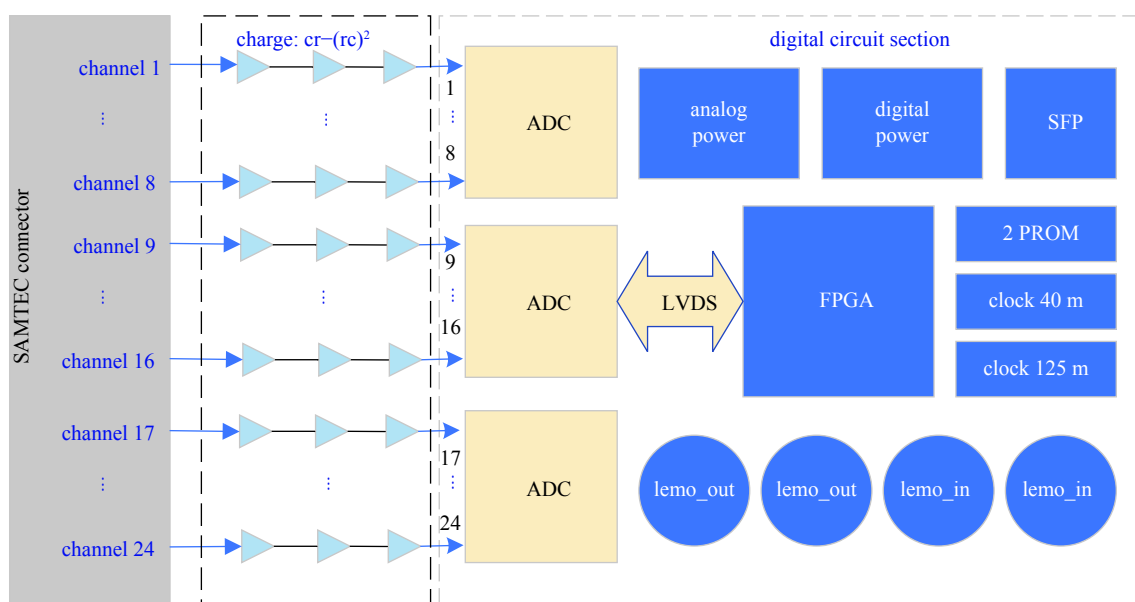 SAMTEC connector
charge: cr−(rc)²
digital circuit section
channel 1
⋮
channel 8
channel 9
⋮
channel 16
channel 17
⋮
channel 24
⋮
⋮
⋮
1
⋮
8
9
⋮
16
17
⋮
24
ADC
ADC
ADC
LVDS
analog
power
digital
power
SFP
FPGA
2 PROM
clock 40 m
clock 125 m
lemo_out
lemo_out
lemo_in
lemo_in